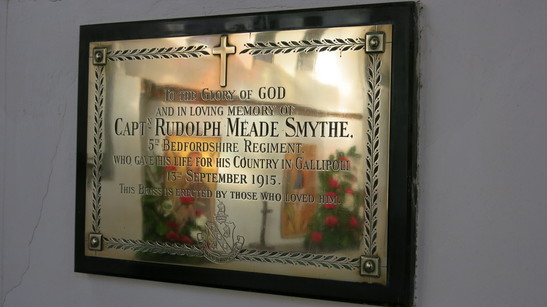 TO THE GLORY OF GOD
AND IN LOVING MEMORY OF
CAPTN RUDOLPH MEADE SMYTHE.
5TH BEDFORDSHIRE REGIMENT.
WHO GAVE HIS LIFE FOR HIS COUNTRY IN GALLIPOLI
13TH SEPTEMBER 1915.
THIS BRASS IS ERECTED BY THOSE WHO LOVED HIM.